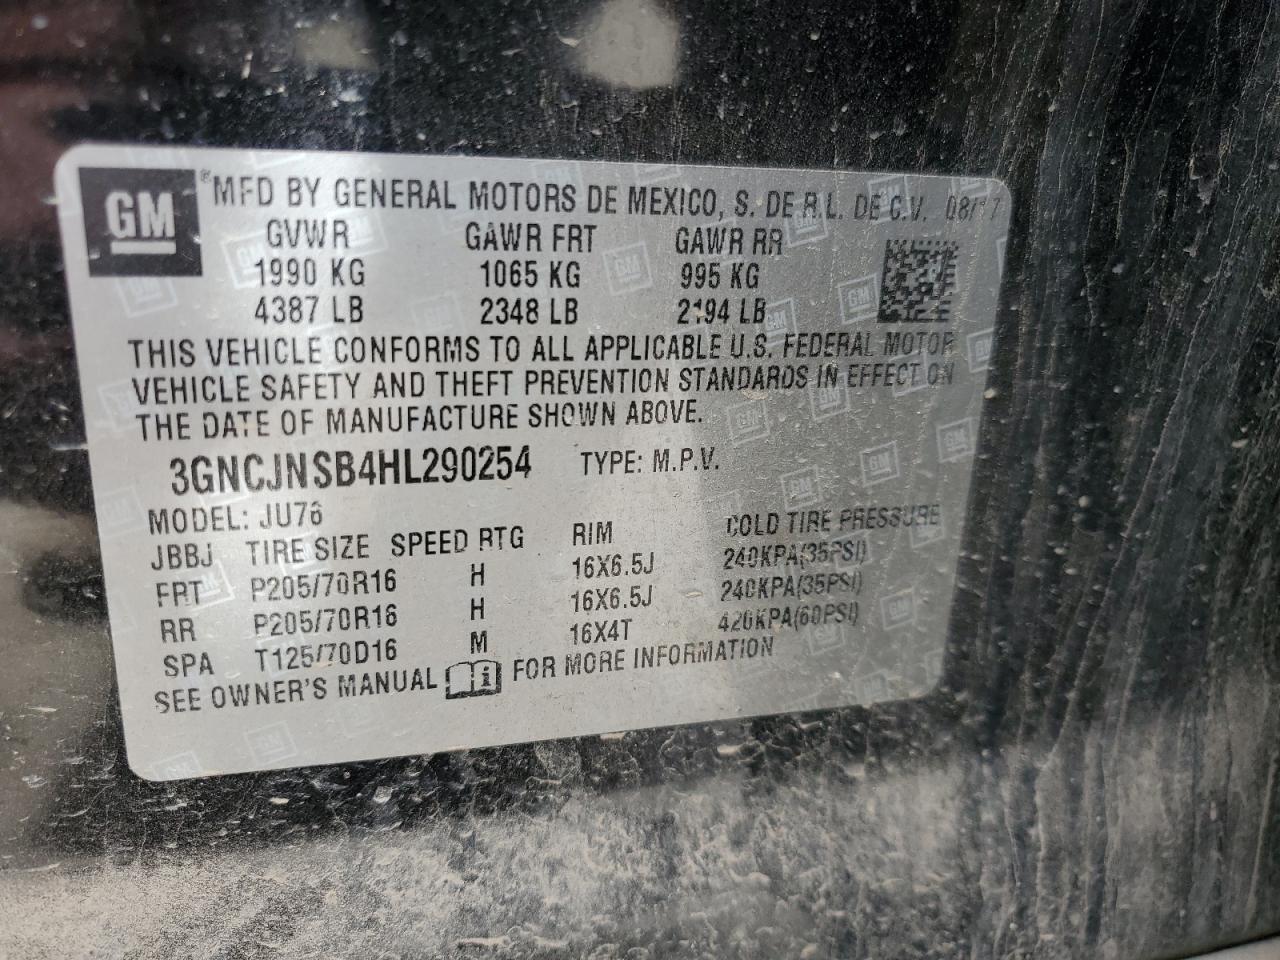 GM
®MFD BY GENERAL MOTORS DE MEXICO, S. DE R.L. DE C.V. 08/17
GVWR GAWR FRT GAWR RR
1990 KG 1065 KG 995 KG
4387 LB 2348 LB 2194 LB
THIS VEHICLE CONFORMS TO ALL APPLICABLE U.S. FEDERAL MOTOR
VEHICLE SAFETY AND THEFT PREVENTION STANDARDS IN EFFECT ON
THE DATE OF MANUFACTURE SHOWN ABOVE.
3GNCJNSB4HL290254 TYPE: M.P.V.
MODEL: JU76
JBBJ TIRE SIZE SPEED RTG RIM COLD TIRE PRESSURE
FRT P205/70R16 H 16X6.5J 240KPA(35PSI)
RR P205/70R16 H 16X6.5J 240KPA(35PSI)
SPA T125/70D16 M 16X4T 420KPA(60PSI)
SEE OWNER'S MANUAL i FOR MORE INFORMATION